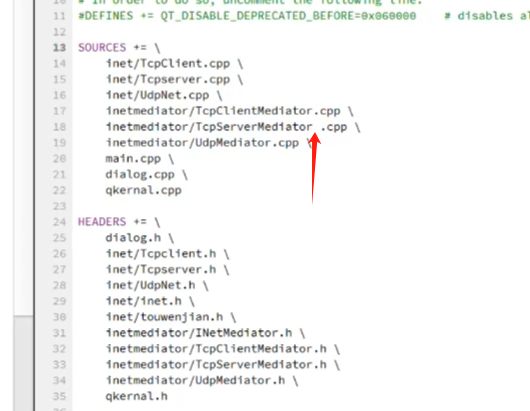 10 # In order to do so, uncomment the following line.
11 #DEFINES += QT_DISABLE_DEPRECATED_BEFORE=0x060000    # disables al
12
13 SOURCES += \
14     inet/TcpClient.cpp \
15     inet/Tcpserver.cpp \
16     inet/UdpNet.cpp \
17     inetmediator/TcpClientMediator.cpp \
18     inetmediator/TcpServerMediator .cpp \
19     inetmediator/UdpMediator.cpp \
20     main.cpp \
21     dialog.cpp \
22     qkernal.cpp
23
24 HEADERS += \
25     dialog.h \
26     inet/Tcpclient.h \
27     inet/Tcpserver.h \
28     inet/UdpNet.h \
29     inet/inet.h \
30     inet/touwenjian.h \
31     inetmediator/INetMediator.h \
32     inetmediator/TcpClientMediator.h \
33     inetmediator/TcpServerMediator.h \
34     inetmediator/UdpMediator.h \
35     qkernal.h